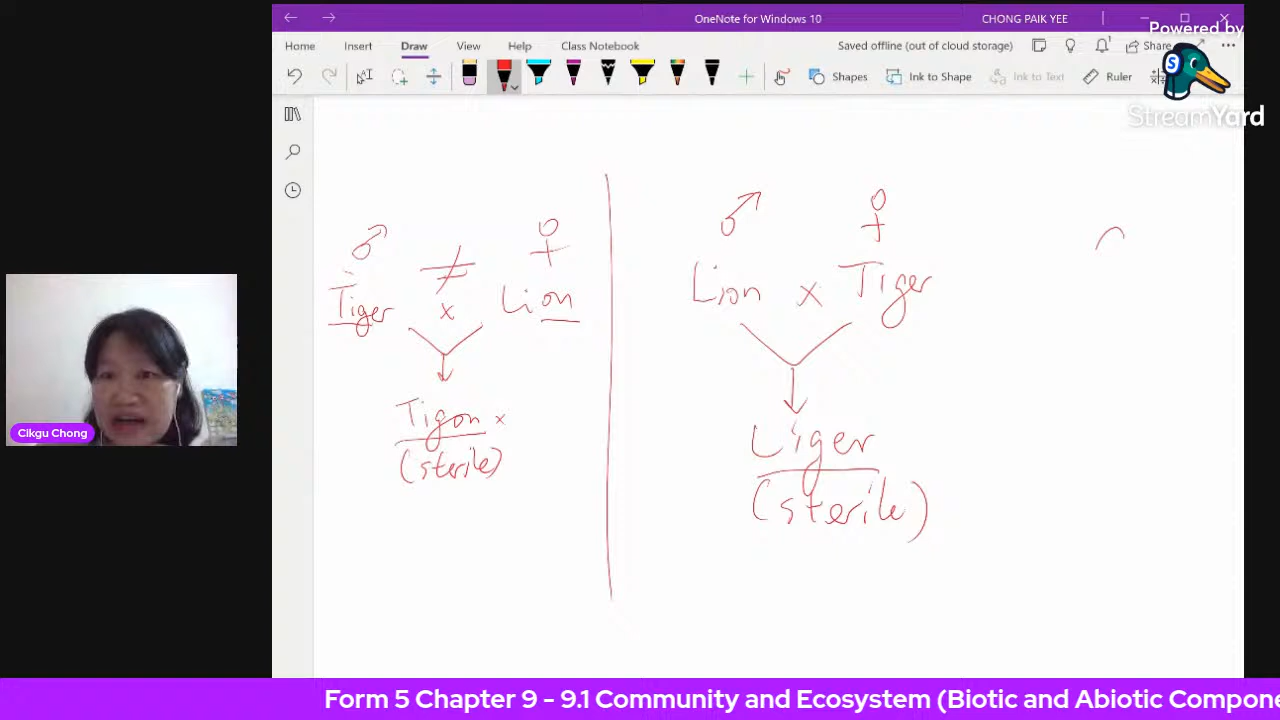 OneNote for Windows 10
CHONG PAIK YEE
Powered by
Home Insert Draw View Help Class Notebook
Saved offline (out of cloud storage)
Share
Shapes
Ink to Shape
Ink to Text
Ruler
StreamYard
♂ ♀
Tiger ≠ x Lion
Tigon x
(sterile)
♂ ♀
Lion x Tiger
Liger
(sterile)
Cikgu Chong
Form 5 Chapter 9 - 9.1 Community and Ecosystem (Biotic and Abiotic Compone